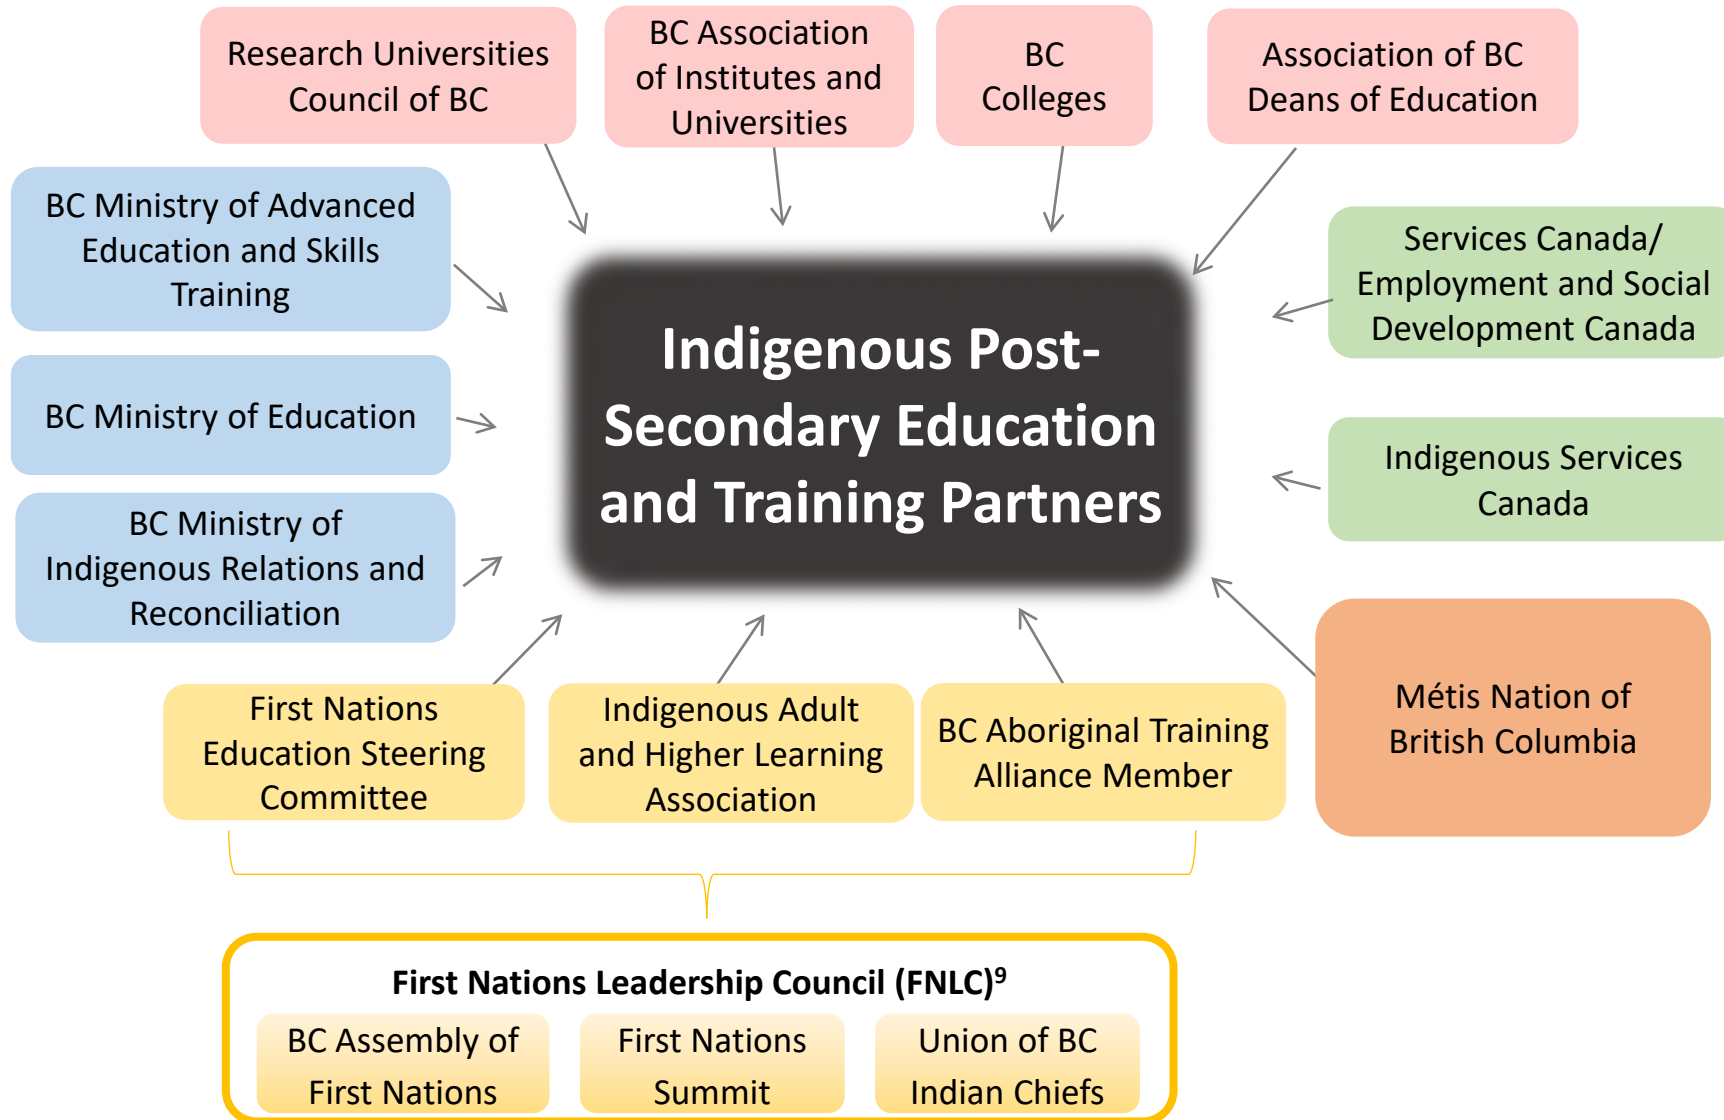 Research Universities
Council of BC
BC Association
of Institutes and
Universities
BC
Colleges
Association of BC
Deans of Education
BC Ministry of Advanced
Education and Skills
Training
BC Ministry of Education
BC Ministry of
Indigenous Relations and
Reconciliation
Indigenous Post-
Secondary Education
and Training Partners
Services Canada/
Employment and Social
Development Canada
Indigenous Services
Canada
Métis Nation of
British Columbia
First Nations
Education Steering
Committee
Indigenous Adult
and Higher Learning
Association
BC Aboriginal Training
Alliance Member
First Nations Leadership Council (FNLC)⁹
BC Assembly of
First Nations
First Nations
Summit
Union of BC
Indian Chiefs